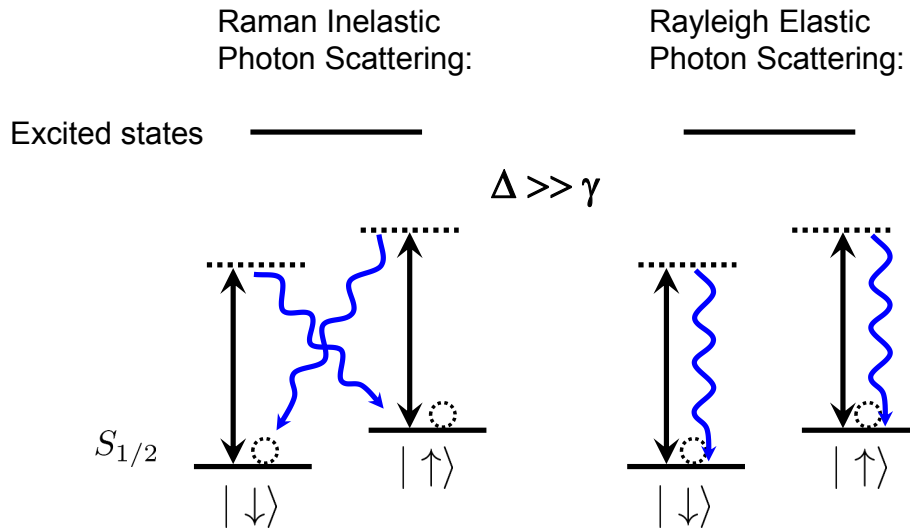 Raman Inelastic
Photon Scattering:
Rayleigh Elastic
Photon Scattering:
Excited states
Δ >> γ
S1/2
| ↓⟩
| ↑⟩
| ↓⟩
| ↑⟩